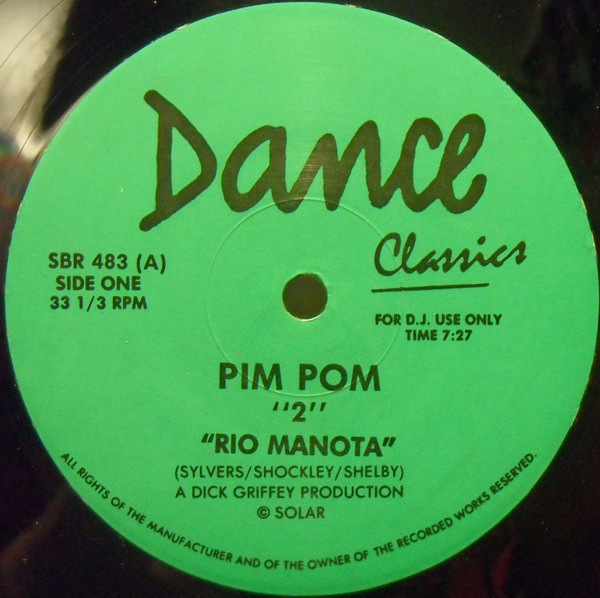 Dance
Classics
SBR 483 (A)
SIDE ONE
33 1/3 RPM
FOR D.J. USE ONLY
TIME 7:27
PIM POM
"2"
"RIO MANOTA"
(SYLVERS/SHOCKLEY/SHELBY)
A DICK GRIFFEY PRODUCTION
© SOLAR
ALL RIGHTS OF THE MANUFACTURER AND OF THE OWNER OF THE RECORDED WORKS RESERVED.